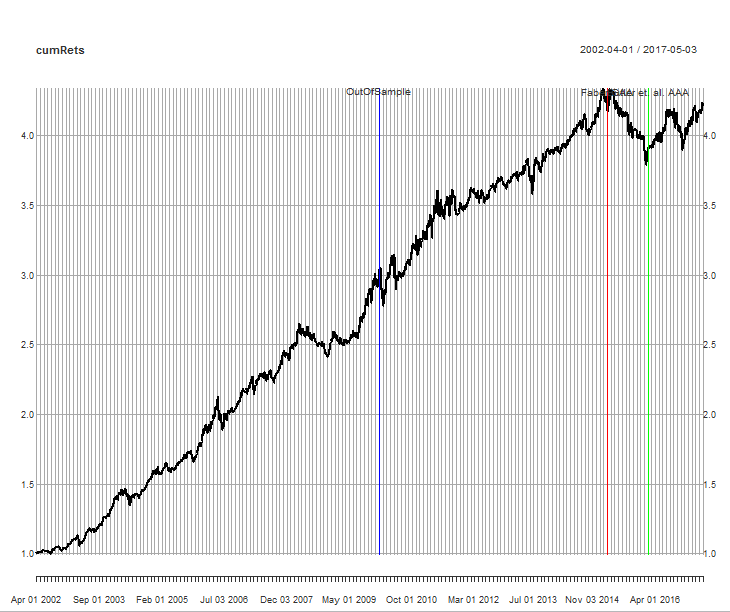 cumRets 2002-04-01 / 2017-05-03
OutOfSample
et. al. AAA
4.0 4.0
3.5 3.5
3.0 3.0
2.5 2.5
2.0 2.0
1.5 1.5
1.0 1.0
Apr 01 2002 Sep 01 2003 Feb 01 2005 Jul 03 2006 Dec 03 2007 May 01 2009 Oct 01 2010 Mar 01 2012 Jul 01 2013 Nov 03 2014 Apr 01 2016